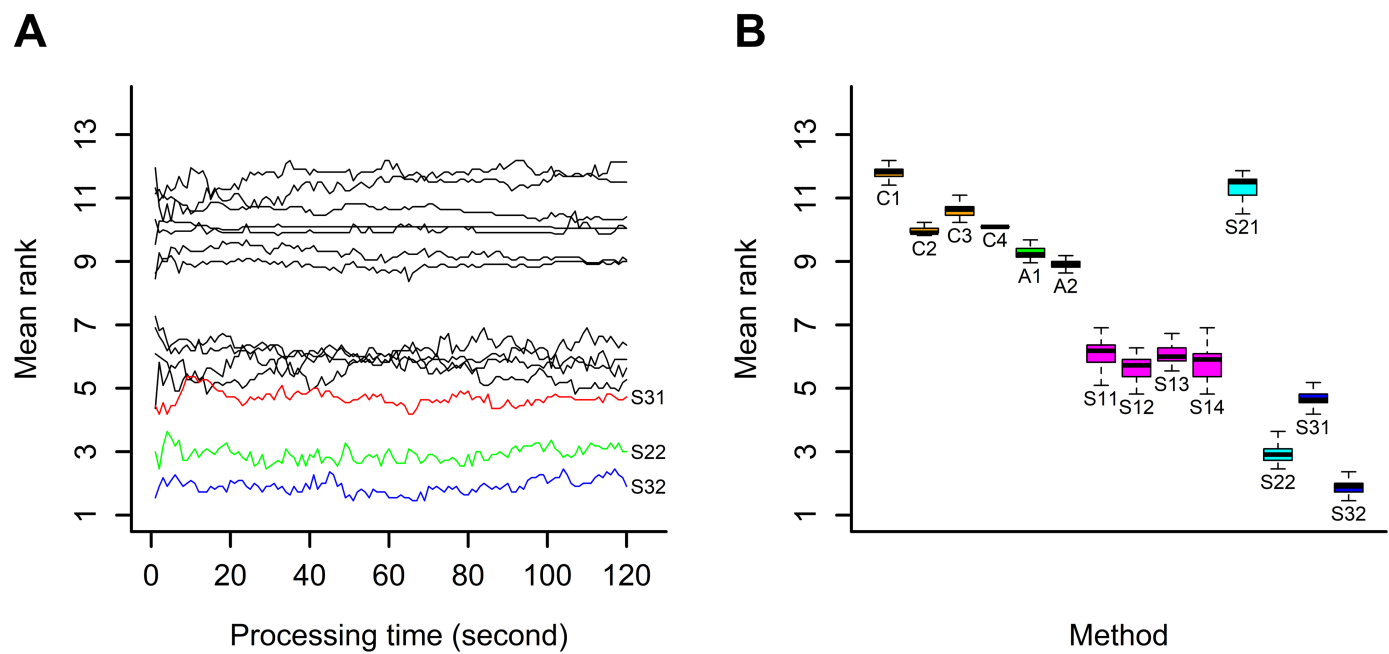 A
Mean rank
13
11
9
7
5
3
1
S31
S22
S32
0 20 40 60 80 100 120
Processing time (second)
B
Mean rank
13
11
9
7
5
3
1
C1
C2
C3
C4
A1
A2
S11
S12
S13
S14
S21
S22
S31
S32
Method